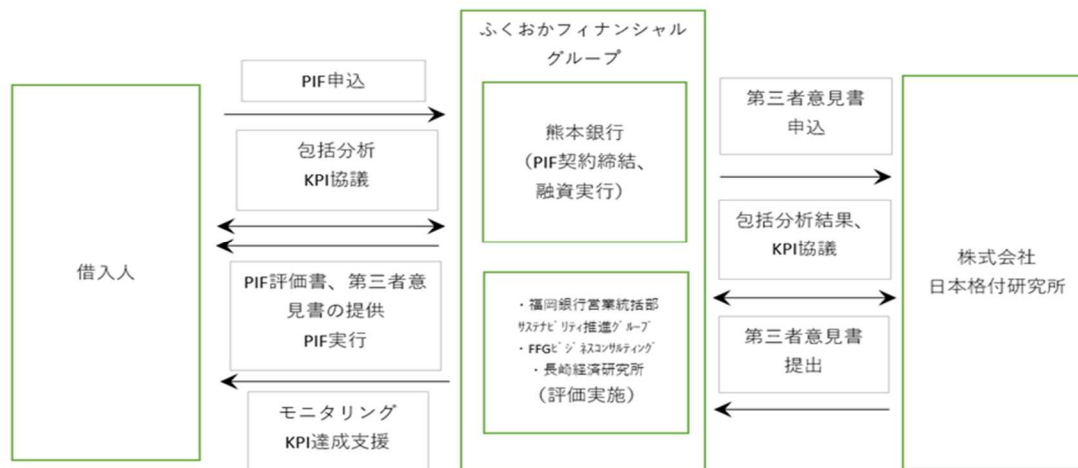 借入人
PIF申込
包括分析
KPI協議
PIF評価書、第三者意
見書の提供
PIF実行
モニタリング
KPI達成支援
ふくおかフィナンシャル
グループ
熊本銀行
（PIF契約締結、
融資実行）
・福岡銀行営業統括部
ｻｽﾃﾅﾋﾞﾘﾃｨ推進ｸﾞﾙｰﾌﾟ
・FFGﾋﾞｼﾞﾈｽｺﾝｻﾙﾃｨﾝｸﾞ
・長崎経済研究所
（評価実施）
第三者意見書
申込
包括分析結果、
KPI協議
第三者意見書
提出
株式会社
日本格付研究所